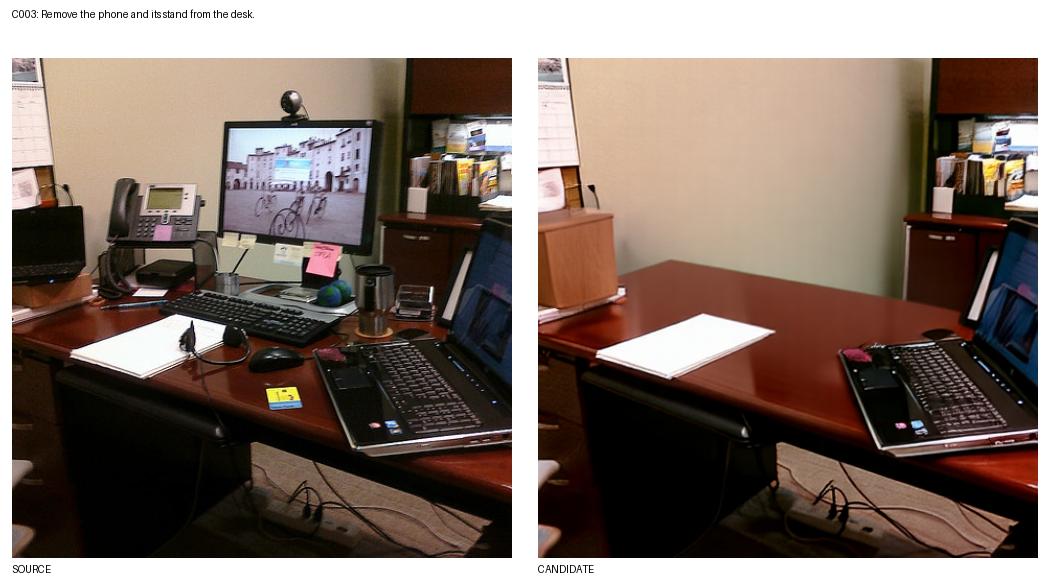 C003: Remove the phone and its stand from the desk.
SOURCE
CANDIDATE